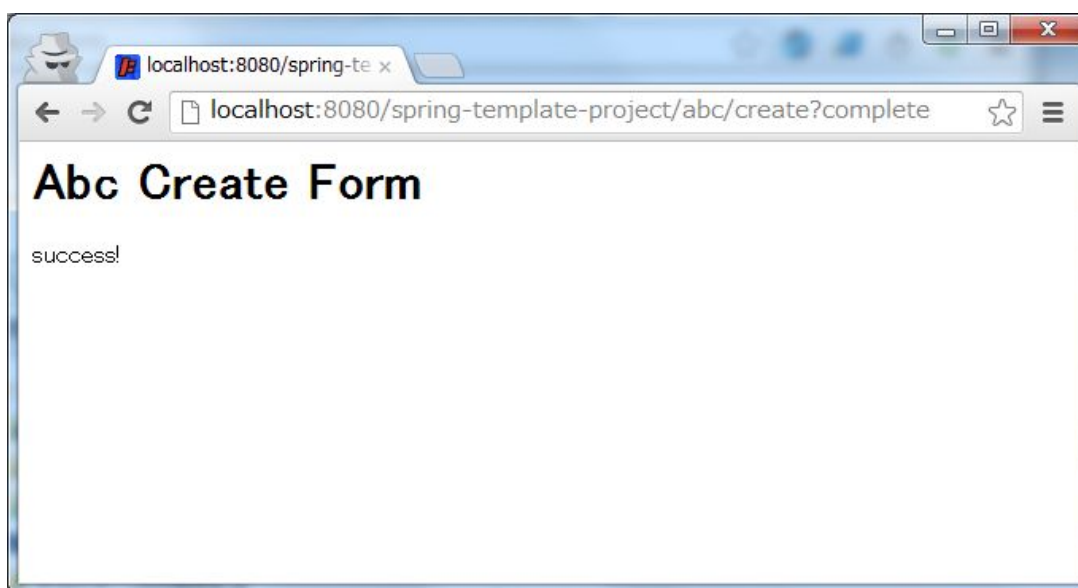 localhost:8080/spring-te
localhost:8080/spring-template-project/abc/create?complete
Abc Create Form
success!